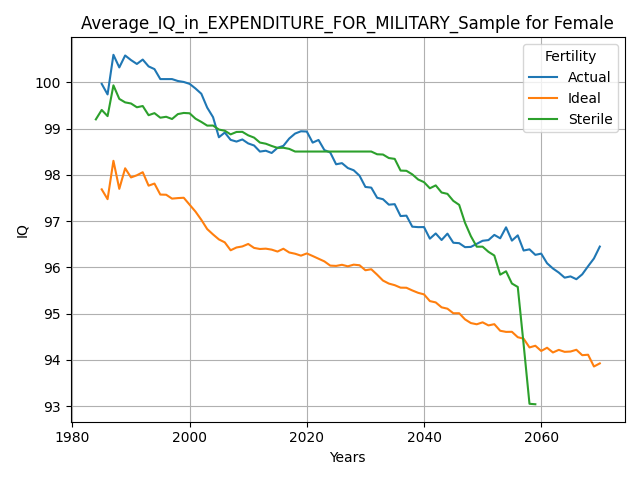 Average_IQ_in_EXPENDITURE_FOR_MILITARY_Sample for Female
Fertility
Actual
Ideal
Sterile
IQ
100
99
98
97
96
95
94
93
1980
2000
2020
2040
2060
Years